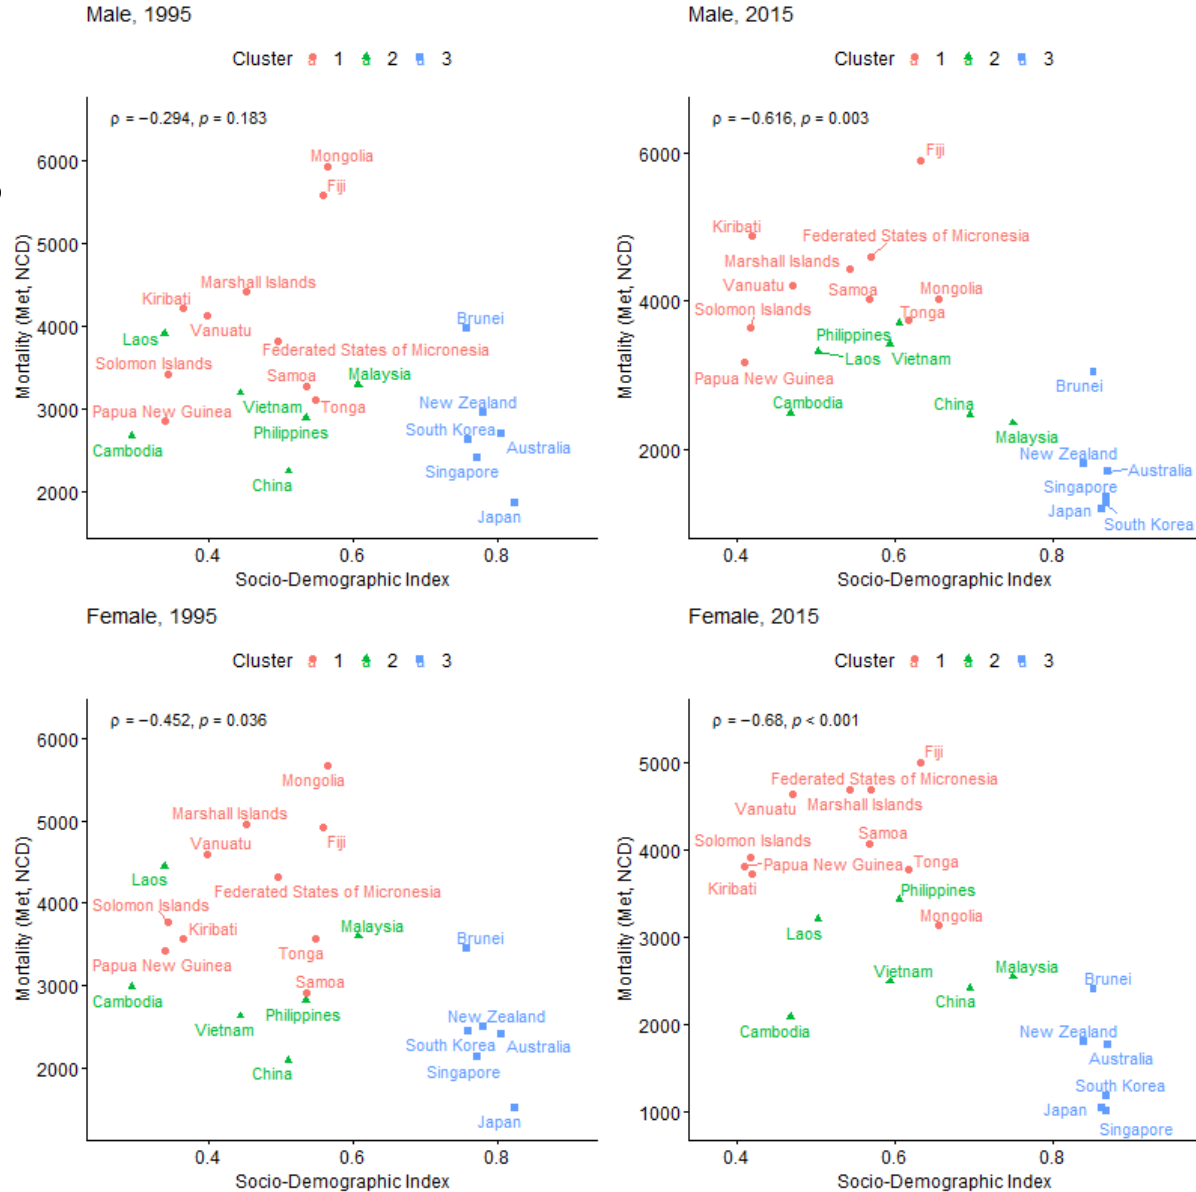 Male, 1995
Cluster 1 2 3
ρ = −0.294, p = 0.183
Mortality (Met, NCD)
6000
5000
4000
3000
2000
Mongolia
Fiji
Marshall Islands
Kiribati
Vanuatu
Brunei
Laos
Federated States of Micronesia
Solomon Islands
Samoa
Malaysia
Papua New Guinea
Vietnam
Tonga
New Zealand
Philippines
South Korea
Cambodia
Australia
Singapore
China
Japan
0.4 0.6 0.8
Socio-Demographic Index
Male, 2015
Cluster 1 2 3
ρ = −0.616, p = 0.003
Mortality (Met, NCD)
6000
4000
2000
Fiji
Kiribati
Federated States of Micronesia
Marshall Islands
Vanuatu
Samoa
Mongolia
Solomon Islands
Tonga
Philippines
Laos
Vietnam
Papua New Guinea
Brunei
Cambodia
China
Malaysia
New Zealand
Australia
Singapore
Japan
South Korea
0.4 0.6 0.8
Socio-Demographic Index
Female, 1995
Cluster 1 2 3
ρ = −0.452, p = 0.036
Mortality (Met, NCD)
6000
5000
4000
3000
2000
Mongolia
Marshall Islands
Vanuatu
Fiji
Laos
Federated States of Micronesia
Solomon Islands
Kiribati
Malaysia
Brunei
Tonga
Papua New Guinea
Samoa
Cambodia
Philippines
New Zealand
Vietnam
South Korea
Australia
China
Singapore
Japan
0.4 0.6 0.8
Socio-Demographic Index
Female, 2015
Cluster 1 2 3
ρ = −0.68, p < 0.001
Mortality (Met, NCD)
5000
4000
3000
2000
1000
Fiji
Federated States of Micronesia
Vanuatu
Marshall Islands
Samoa
Solomon Islands
Papua New Guinea
Tonga
Kiribati
Philippines
Mongolia
Laos
Vietnam
Malaysia
Brunei
China
Cambodia
New Zealand
Australia
South Korea
Japan
Singapore
0.4 0.6 0.8
Socio-Demographic Index